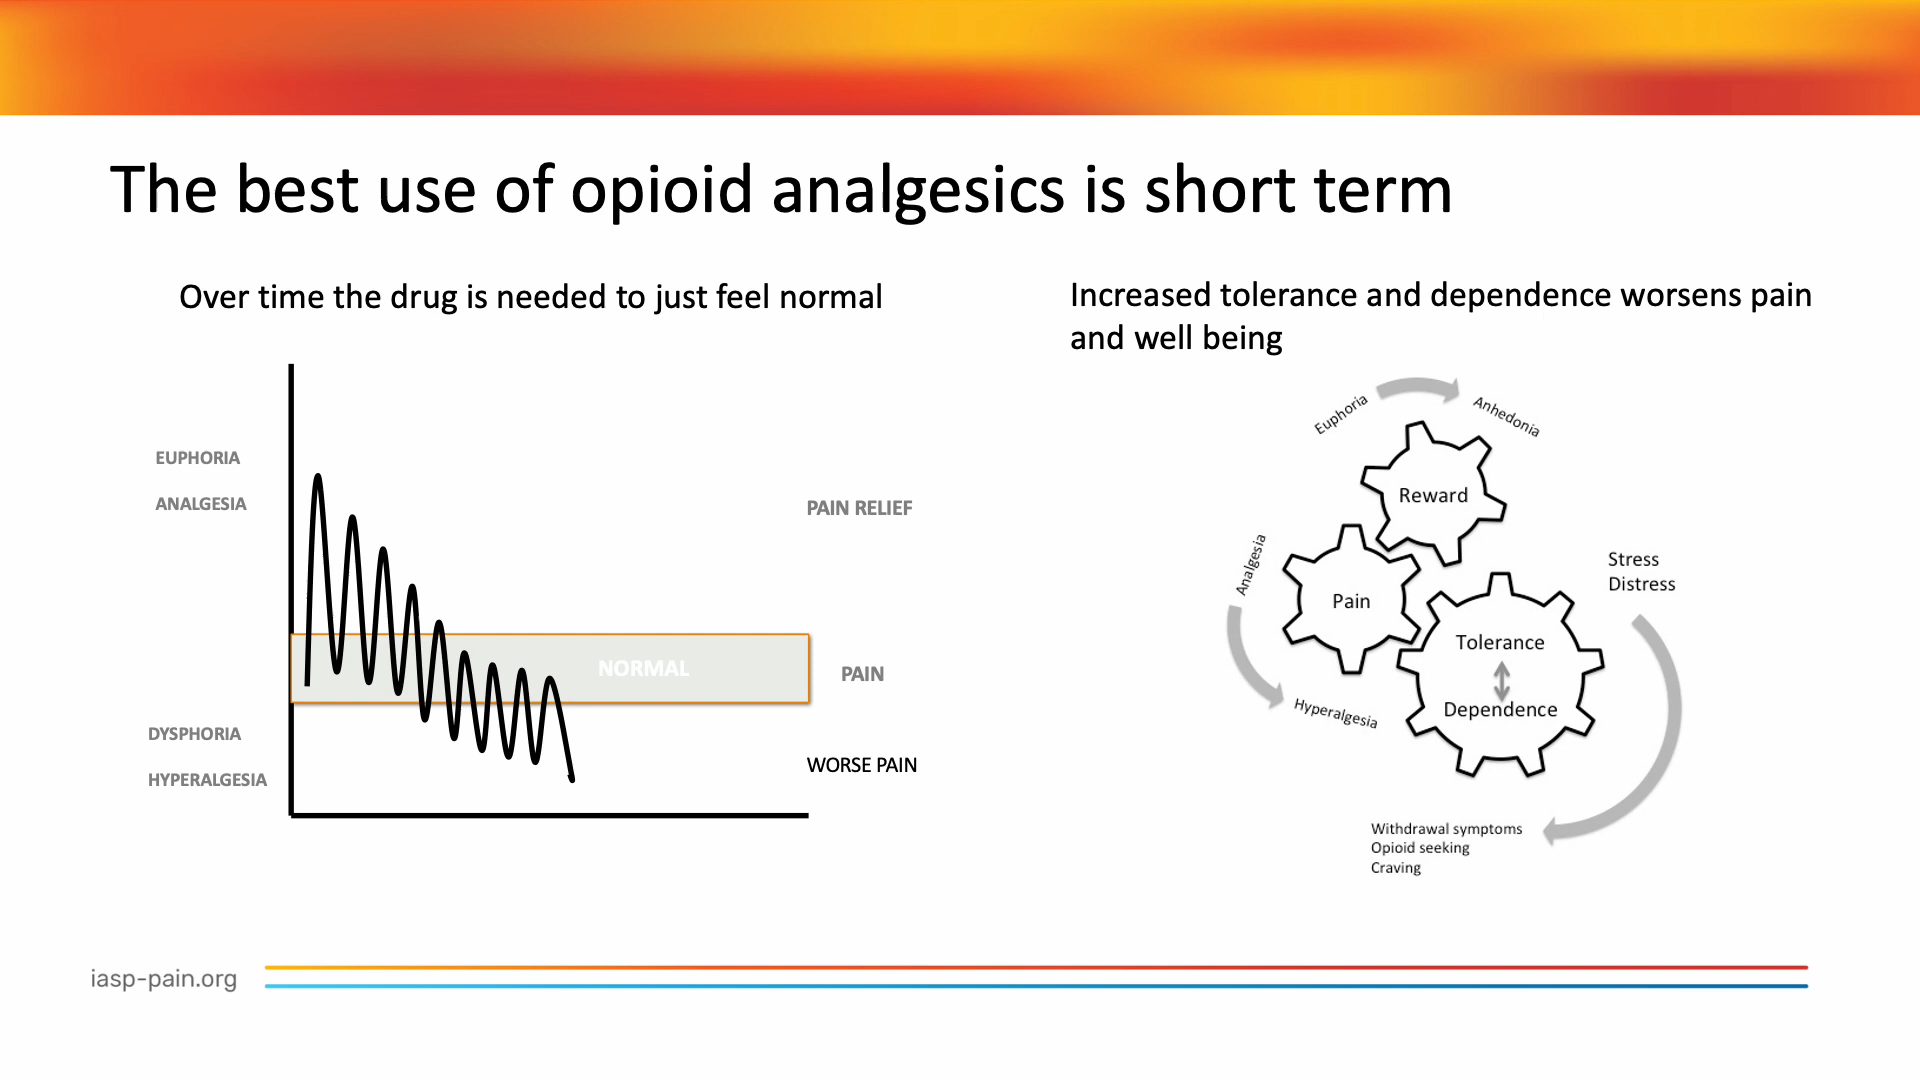 The best use of opioid analgesics is short term
Over time the drug is needed to just feel normal
EUPHORIA
ANALGESIA
PAIN RELIEF
NORMAL
PAIN
DYSPHORIA
HYPERALGESIA
WORSE PAIN
Increased tolerance and dependence worsens pain
and well being
Euphoria
Anhedonia
Reward
Analgesia
Pain
Hyperalgesia
Stress
Distress
Tolerance
Dependence
Withdrawal symptoms
Opioid seeking
Craving
iasp-pain.org